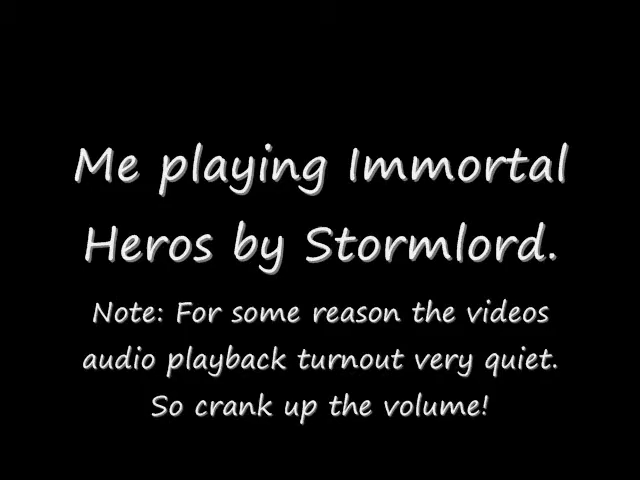 Me playing Immortal
Heros by Stormlord.
Note: For some reason the videos
audio playback turnout very quiet.
So crank up the volume!